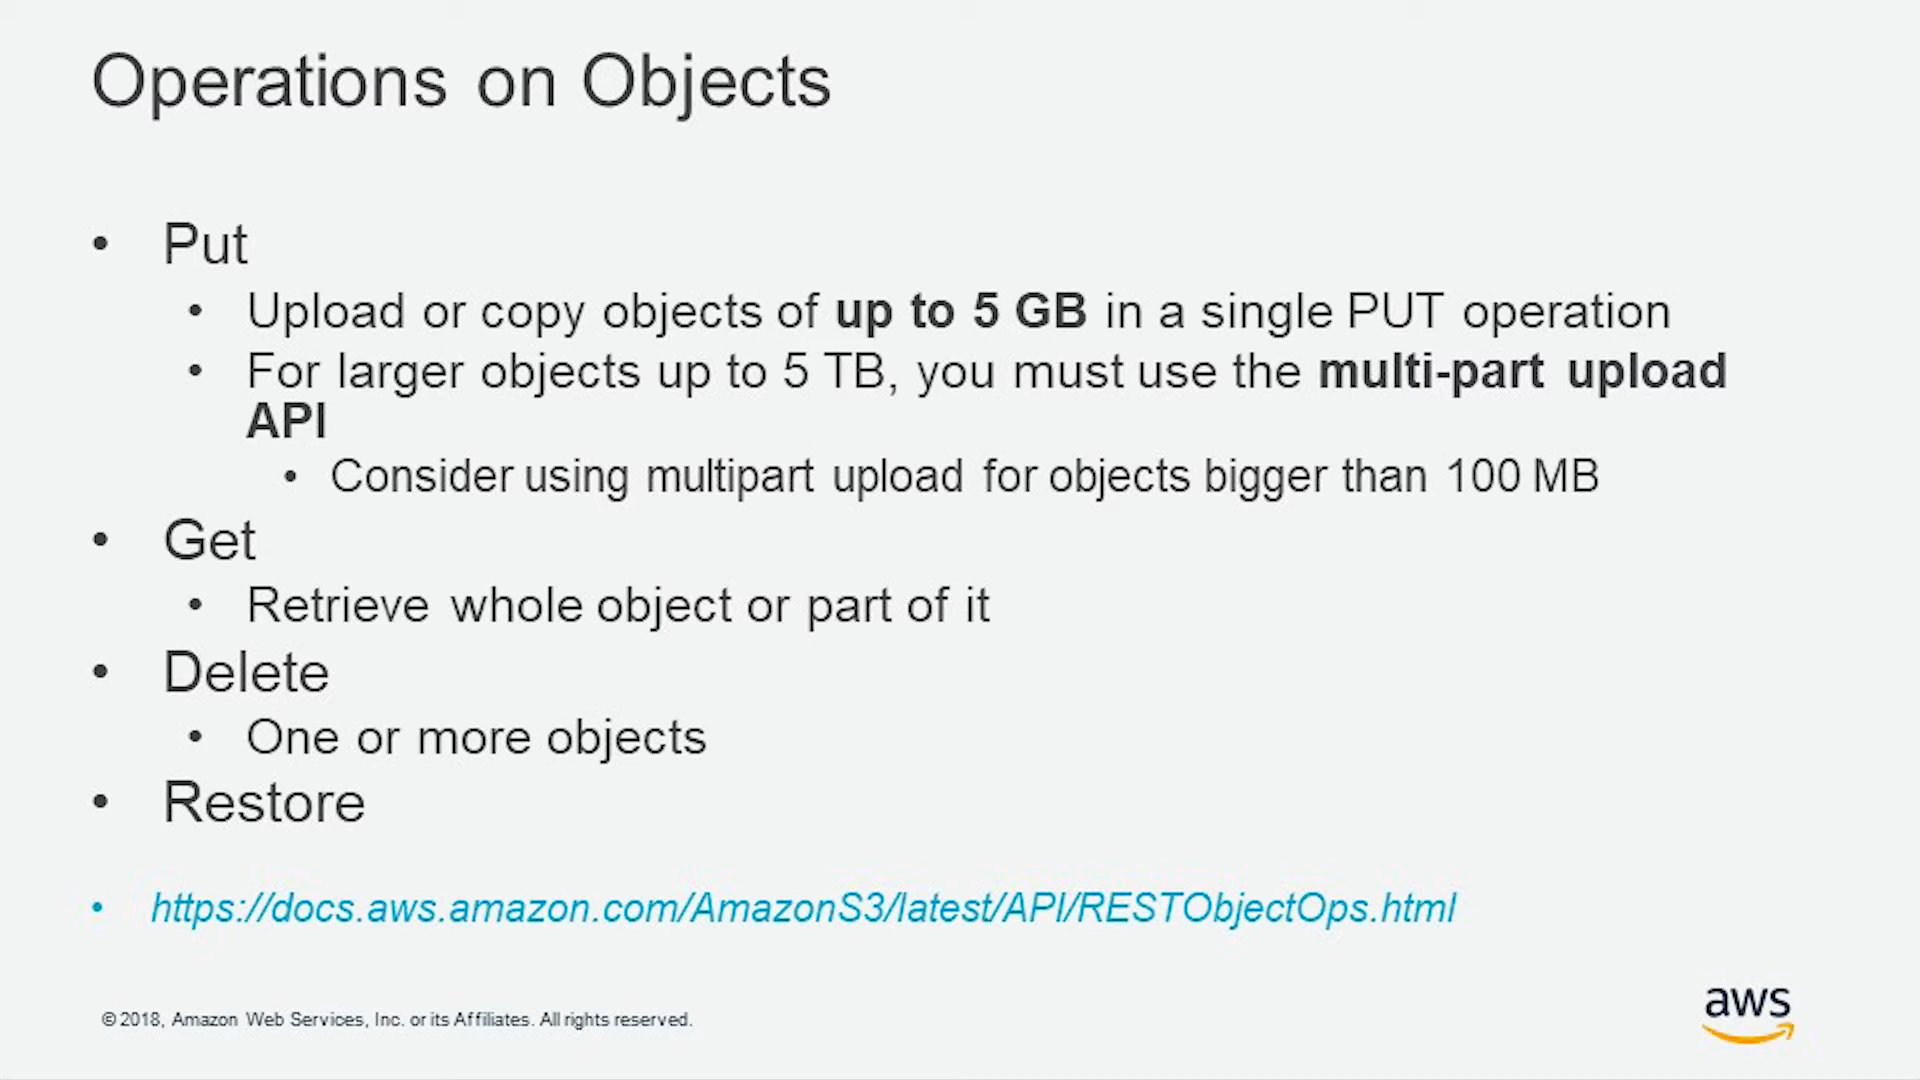 Operations on Objects
• Put
• Upload or copy objects of up to 5 GB in a single PUT operation
• For larger objects up to 5 TB, you must use the multi-part upload
API
• Consider using multipart upload for objects bigger than 100 MB
• Get
• Retrieve whole object or part of it
• Delete
• One or more objects
• Restore
• https://docs.aws.amazon.com/AmazonS3/latest/API/RESTObjectOps.html
© 2018, Amazon Web Services, Inc. or its Affiliates. All rights reserved.
aws